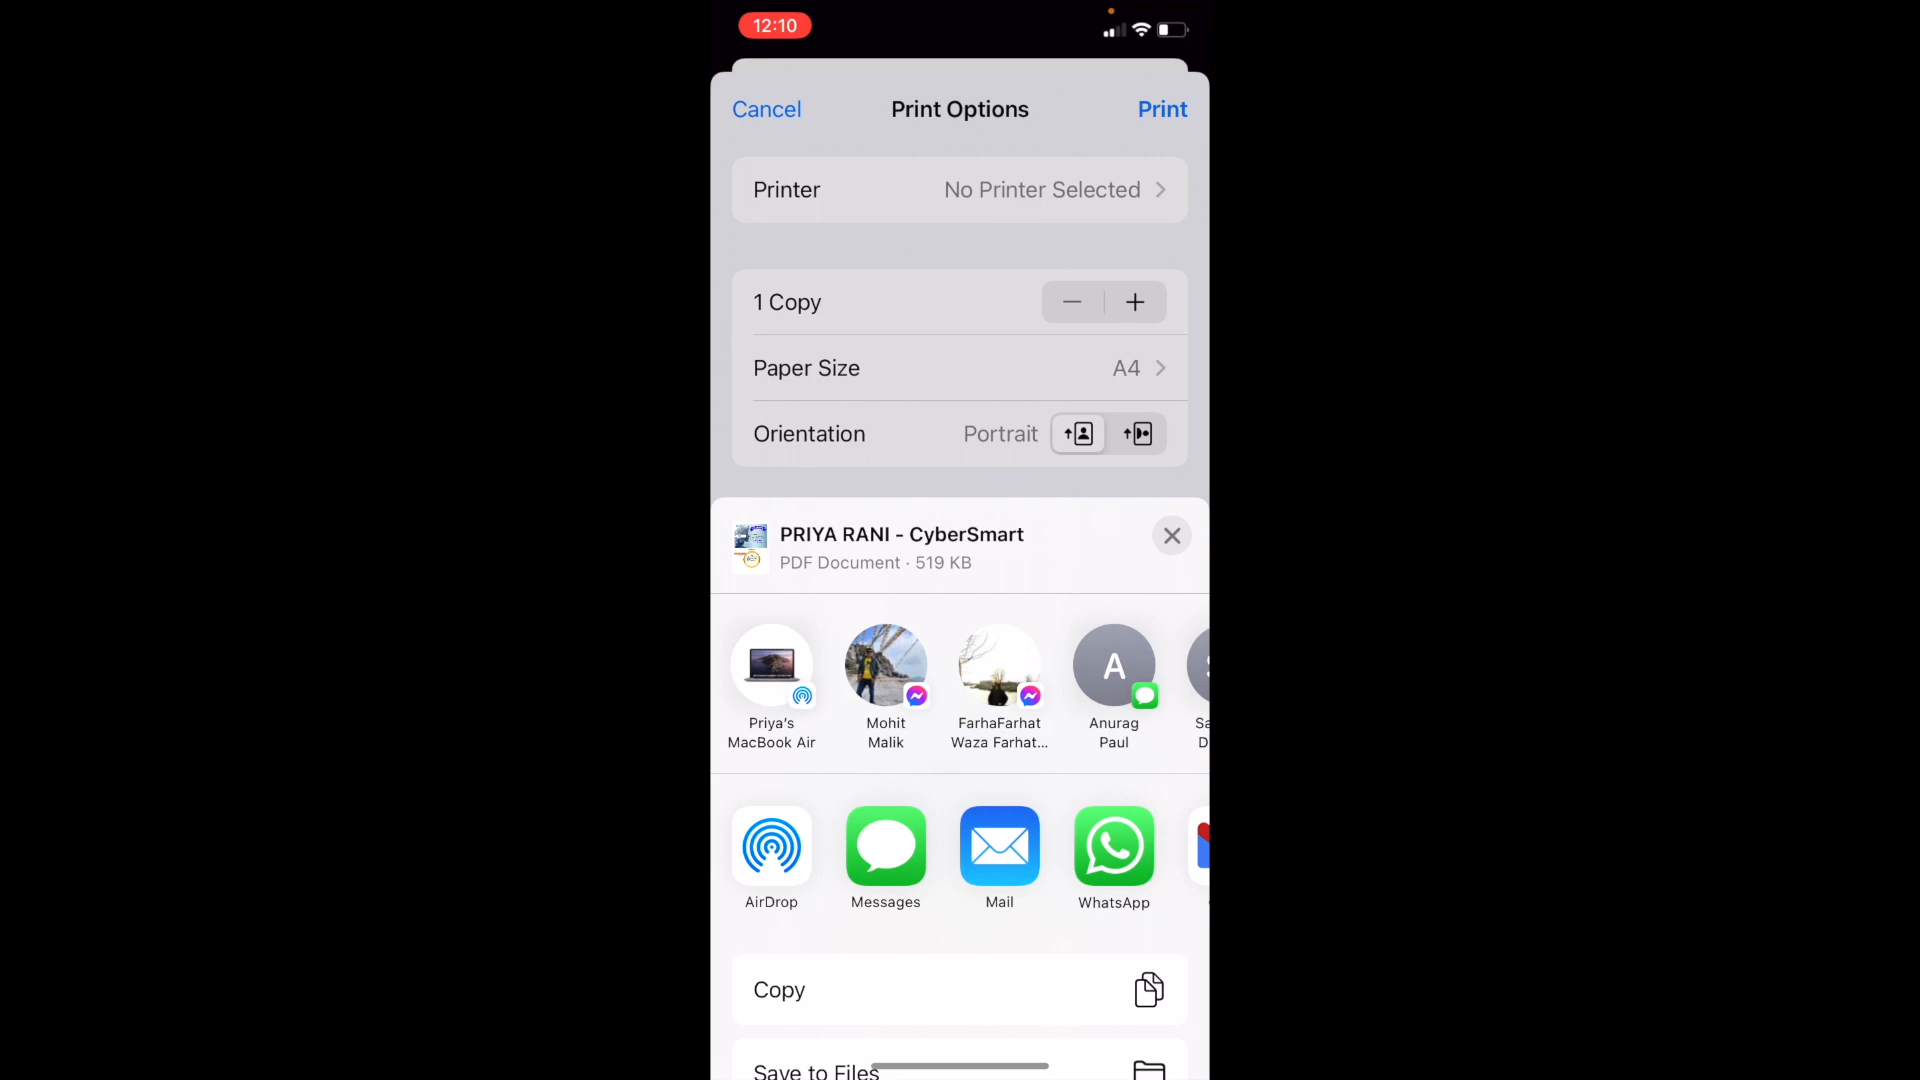 12:10
Cancel
Print Options
Print
Printer
No Printer Selected
1 Copy
Paper Size
A4
Orientation
Portrait
PRIYA RANI - CyberSmart
PDF Document · 519 KB
A
Priya's
MacBook Air
Mohit
Malik
FarhaFarhat
Waza Farhat...
Anurag
Paul
Sa
D
AirDrop
Messages
Mail
WhatsApp
Copy
Save to Files